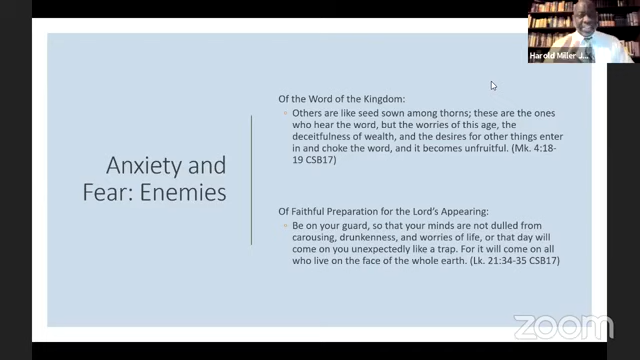 Harold Miller J...
Of the Word of the Kingdom:
Others are like seed sown among thorns; these are the ones
who hear the word, but the worries of this age, the
deceitfulness of wealth, and the desires for other things enter
in and choke the word, and it becomes unfruitful. (Mk. 4:18-
19 CSB17)
Anxiety and
Fear: Enemies
Of Faithful Preparation for the Lord's Appearing:
Be on your guard, so that your minds are not dulled from
carousing, drunkenness, and worries of life, or that day will
come on you unexpectedly like a trap. For it will come on all
who live on the face of the whole earth. (Lk. 21:34-35 CSB17)
zoom